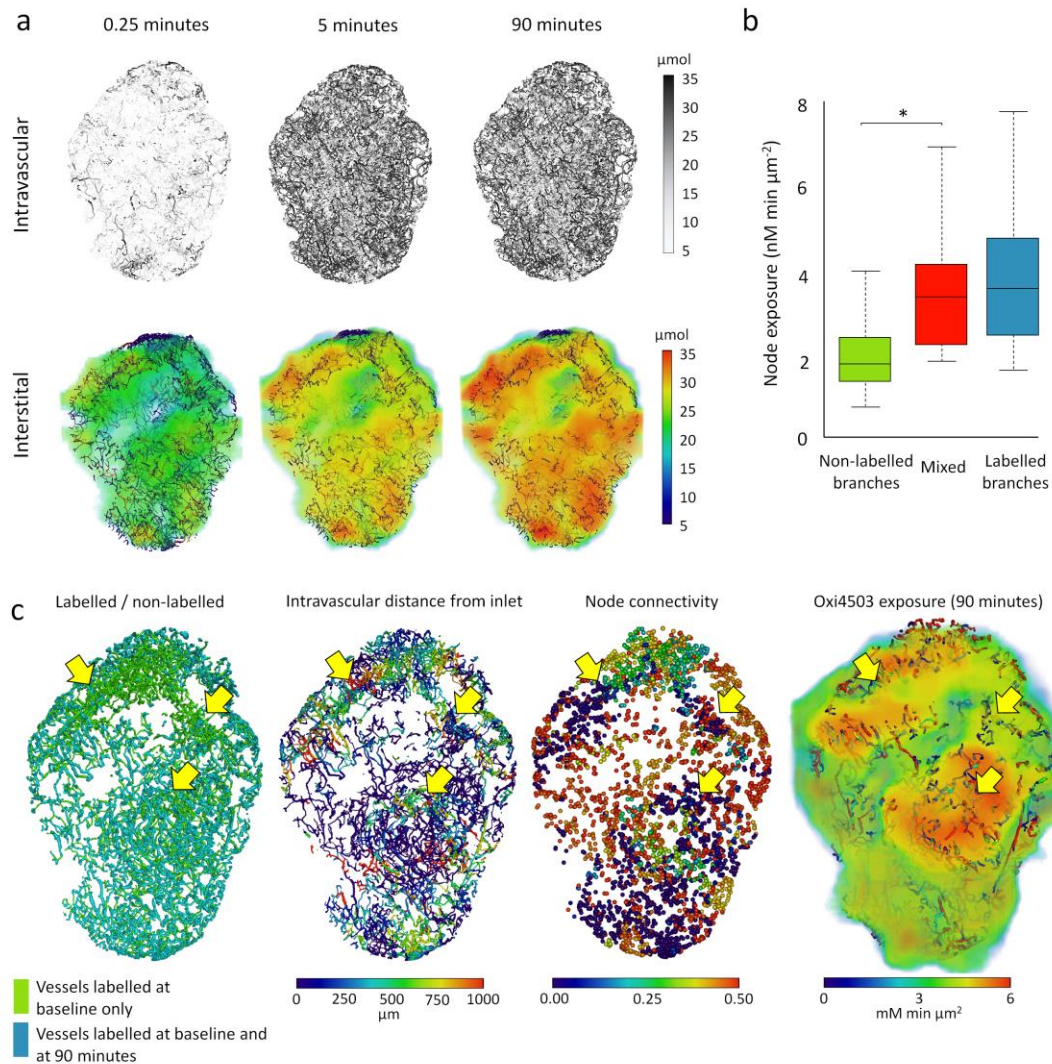 a
0.25 minutes
5 minutes
90 minutes
Intravascular
µmol
35
30
25
20
15
10
5
Interstital
µmol
35
30
25
20
15
10
5
b
Node exposure (nM min µm-2)
8
6
4
2
0
*
Non-labelled
branches
Mixed
Labelled
branches
c
Labelled / non-labelled
Intravascular distance from inlet
Node connectivity
Oxi4503 exposure (90 minutes)
Vessels labelled at
baseline only
Vessels labelled at baseline and
at 90 minutes
0 250 500 750 1000
µm
0.00 0.25 0.50
0 3 6
mM min µm2